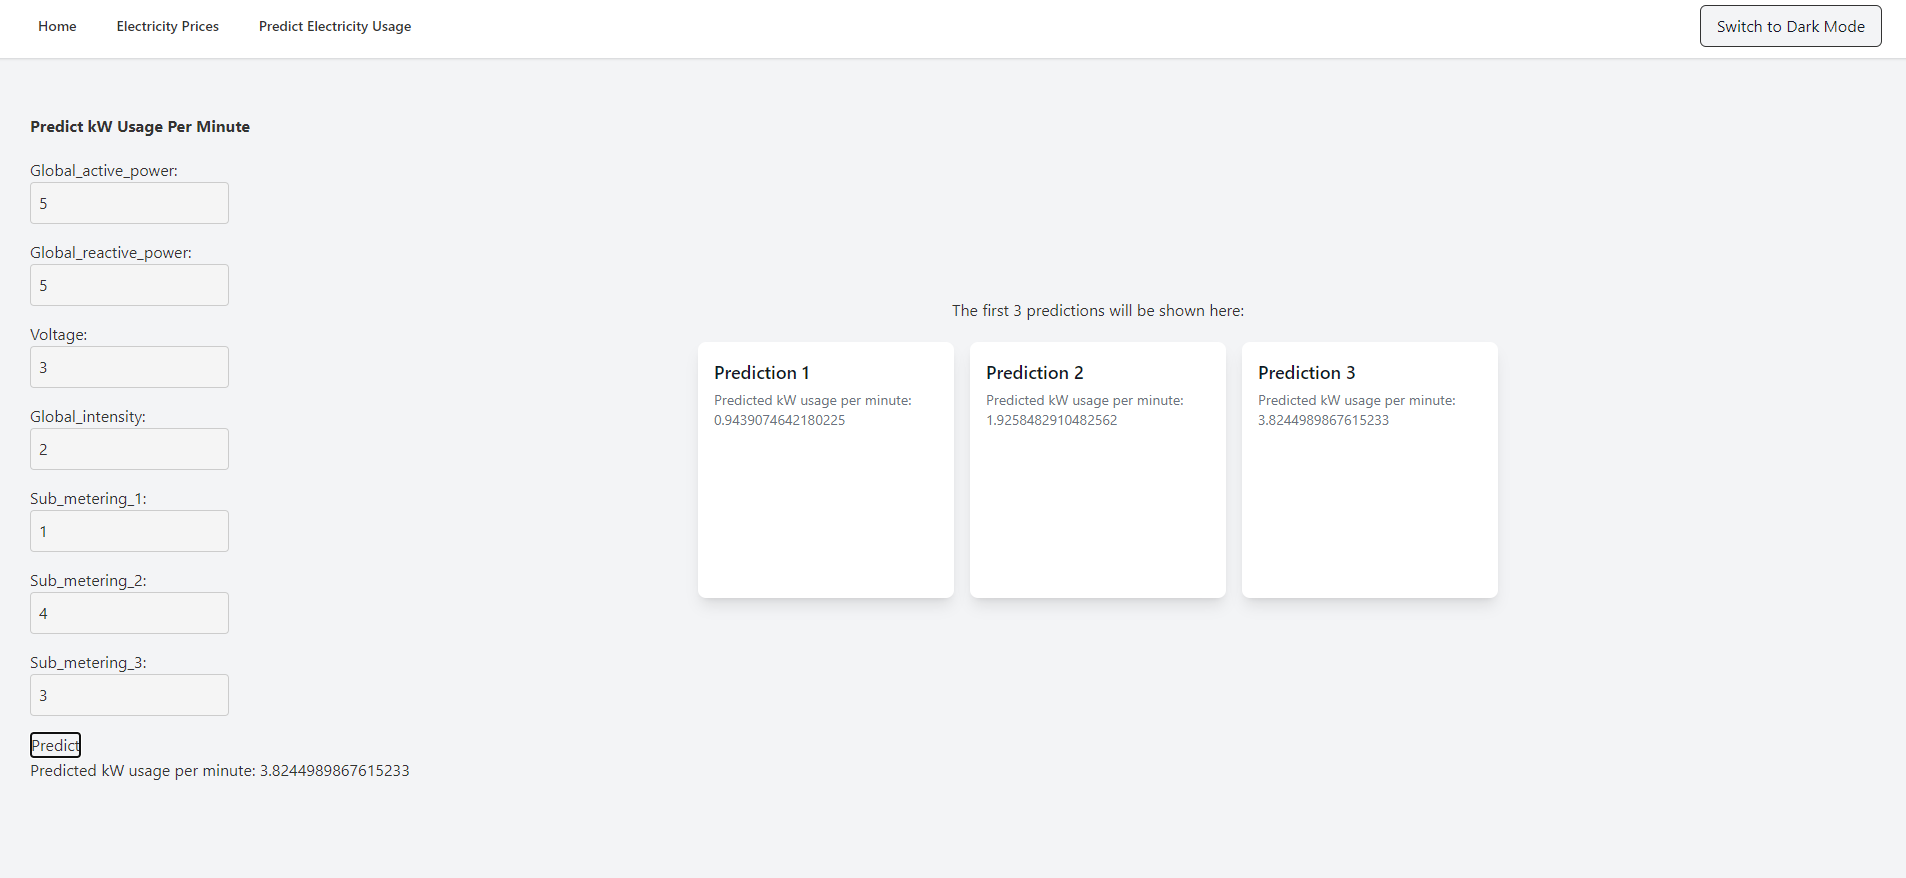 Home
Electricity Prices
Predict Electricity Usage
Switch to Dark Mode
Predict kW Usage Per Minute
Global_active_power:
5
Global_reactive_power:
5
Voltage:
3
Global_intensity:
2
Sub_metering_1:
1
Sub_metering_2:
4
Sub_metering_3:
3
Predict
Predicted kW usage per minute: 3.8244989867615233
The first 3 predictions will be shown here:
Prediction 1
Predicted kW usage per minute:
0.9439074642180225
Prediction 2
Predicted kW usage per minute:
1.9258482910482562
Prediction 3
Predicted kW usage per minute:
3.8244989867615233